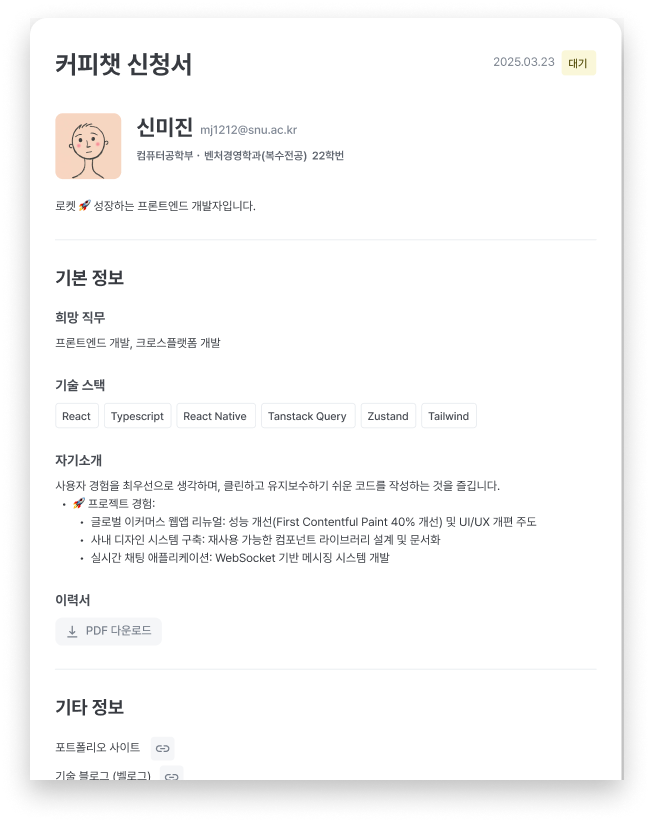 커피챗 신청서
2025.03.23 대기
신미진 mj1212@snu.ac.kr
컴퓨터공학부 · 벤처경영학과(복수전공) 22학번
로켓 🚀 성장하는 프론트엔드 개발자입니다.
기본 정보
희망 직무
프론트엔드 개발, 크로스플랫폼 개발
기술 스택
React Typescript React Native Tanstack Query Zustand Tailwind
자기소개
사용자 경험을 최우선으로 생각하며, 클린하고 유지보수하기 쉬운 코드를 작성하는 것을 즐깁니다.
• 🚀 프로젝트 경험:
• 글로벌 이커머스 웹앱 리뉴얼: 성능 개선(First Contentful Paint 40% 개선) 및 UI/UX 개편 주도
• 사내 디자인 시스템 구축: 재사용 가능한 컴포넌트 라이브러리 설계 및 문서화
• 실시간 채팅 애플리케이션: WebSocket 기반 메시징 시스템 개발
이력서
PDF 다운로드
기타 정보
포트폴리오 사이트
기술 블로그 (벨로그)